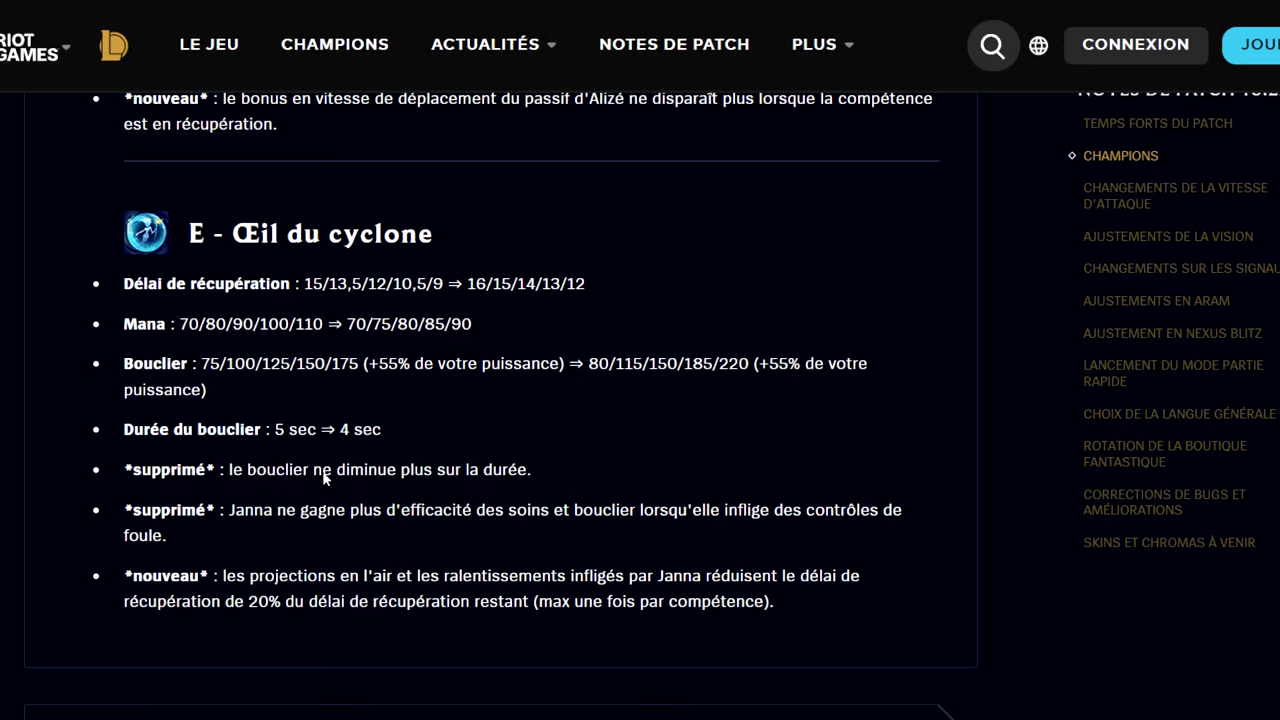 RIOT
GAMES
LE JEU
CHAMPIONS
ACTUALITÉS
NOTES DE PATCH
PLUS
CONNEXION
JOUE
*nouveau* : le bonus en vitesse de déplacement du passif d'Alizé ne disparaît plus lorsque la compétence
est en récupération.
E - Œil du cyclone
Délai de récupération : 15/13,5/12/10,5/9 ⇒ 16/15/14/13/12
Mana : 70/80/90/100/110 ⇒ 70/75/80/85/90
Bouclier : 75/100/125/150/175 (+55% de votre puissance) ⇒ 80/115/150/185/220 (+55% de votre
puissance)
Durée du bouclier : 5 sec ⇒ 4 sec
*supprimé* : le bouclier ne diminue plus sur la durée.
*supprimé* : Janna ne gagne plus d'efficacité des soins et bouclier lorsqu'elle inflige des contrôles de
foule.
*nouveau* : les projections en l'air et les ralentissements infligés par Janna réduisent le délai de
récupération de 20% du délai de récupération restant (max une fois par compétence).
NOTES DE PATCH
TEMPS FORTS DU PATCH
CHAMPIONS
CHANGEMENTS DE LA VITESSE
D'ATTAQUE
AJUSTEMENTS DE LA VISION
CHANGEMENTS SUR LES SIGNAU
AJUSTEMENTS EN ARAM
AJUSTEMENT EN NEXUS BLITZ
LANCEMENT DU MODE PARTIE
RAPIDE
CHOIX DE LA LANGUE GÉNÉRALE
ROTATION DE LA BOUTIQUE
FANTASTIQUE
CORRECTIONS DE BUGS ET
AMÉLIORATIONS
SKINS ET CHROMAS À VENIR